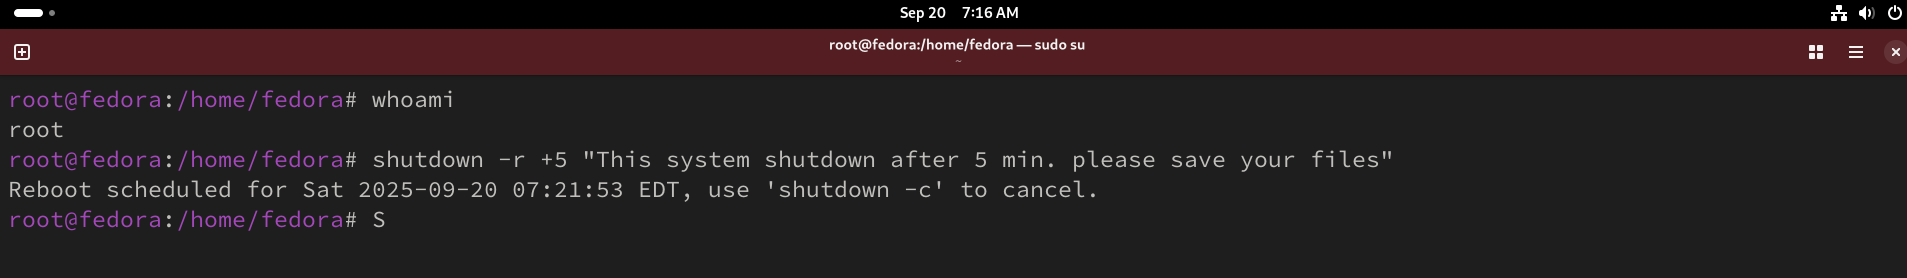 Sep 20 7:16 AM
root@fedora:/home/fedora — sudo su
~
root@fedora:/home/fedora# whoami
root
root@fedora:/home/fedora# shutdown -r +5 "This system shutdown after 5 min. please save your files"
Reboot scheduled for Sat 2025-09-20 07:21:53 EDT, use 'shutdown -c' to cancel.
root@fedora:/home/fedora# S